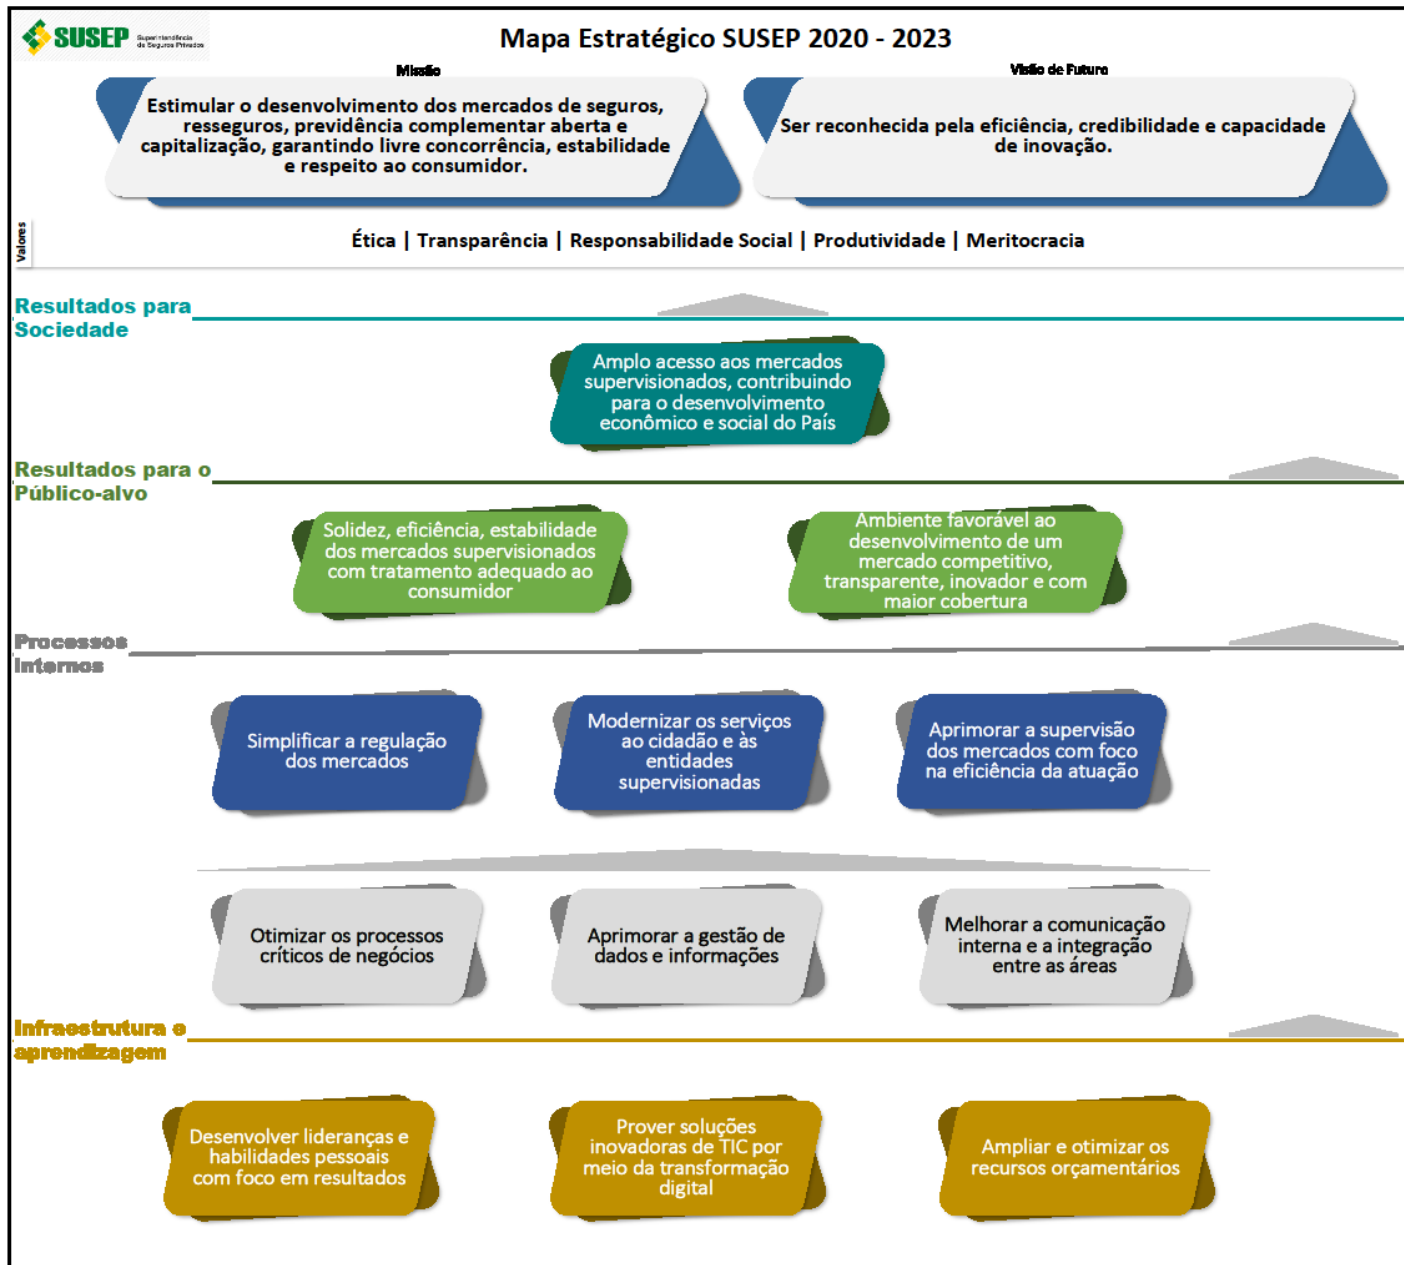 SUSEP
Superintendência
de Seguros Privados
Mapa Estratégico SUSEP 2020 - 2023
Missão
Estimular o desenvolvimento dos mercados de seguros,
resseguros, previdência complementar aberta e
capitalização, garantindo livre concorrência, estabilidade
e respeito ao consumidor.
Visão de Futuro
Ser reconhecida pela eficiência, credibilidade e capacidade
de inovação.
Valores
Ética | Transparência | Responsabilidade Social | Produtividade | Meritocracia
Resultados para
Sociedade
Amplo acesso aos mercados
supervisionados, contribuindo
para o desenvolvimento
econômico e social do País
Resultados para o
Público-alvo
Solidez, eficiência, estabilidade
dos mercados supervisionados
com tratamento adequado ao
consumidor
Ambiente favorável ao
desenvolvimento de um
mercado competitivo,
transparente, inovador e com
maior cobertura
Processos
Internos
Simplificar a regulação
dos mercados
Modernizar os serviços
ao cidadão e às
entidades
supervisionadas
Aprimorar a supervisão
dos mercados com foco
na eficiência da atuação
Otimizar os processos
críticos de negócios
Aprimorar a gestão de
dados e informações
Melhorar a comunicação
interna e a integração
entre as áreas
Infraestrutura e
aprendizagem
Desenvolver lideranças e
habilidades pessoais
com foco em resultados
Prover soluções
inovadoras de TIC por
meio da transformação
digital
Ampliar e otimizar os
recursos orçamentários